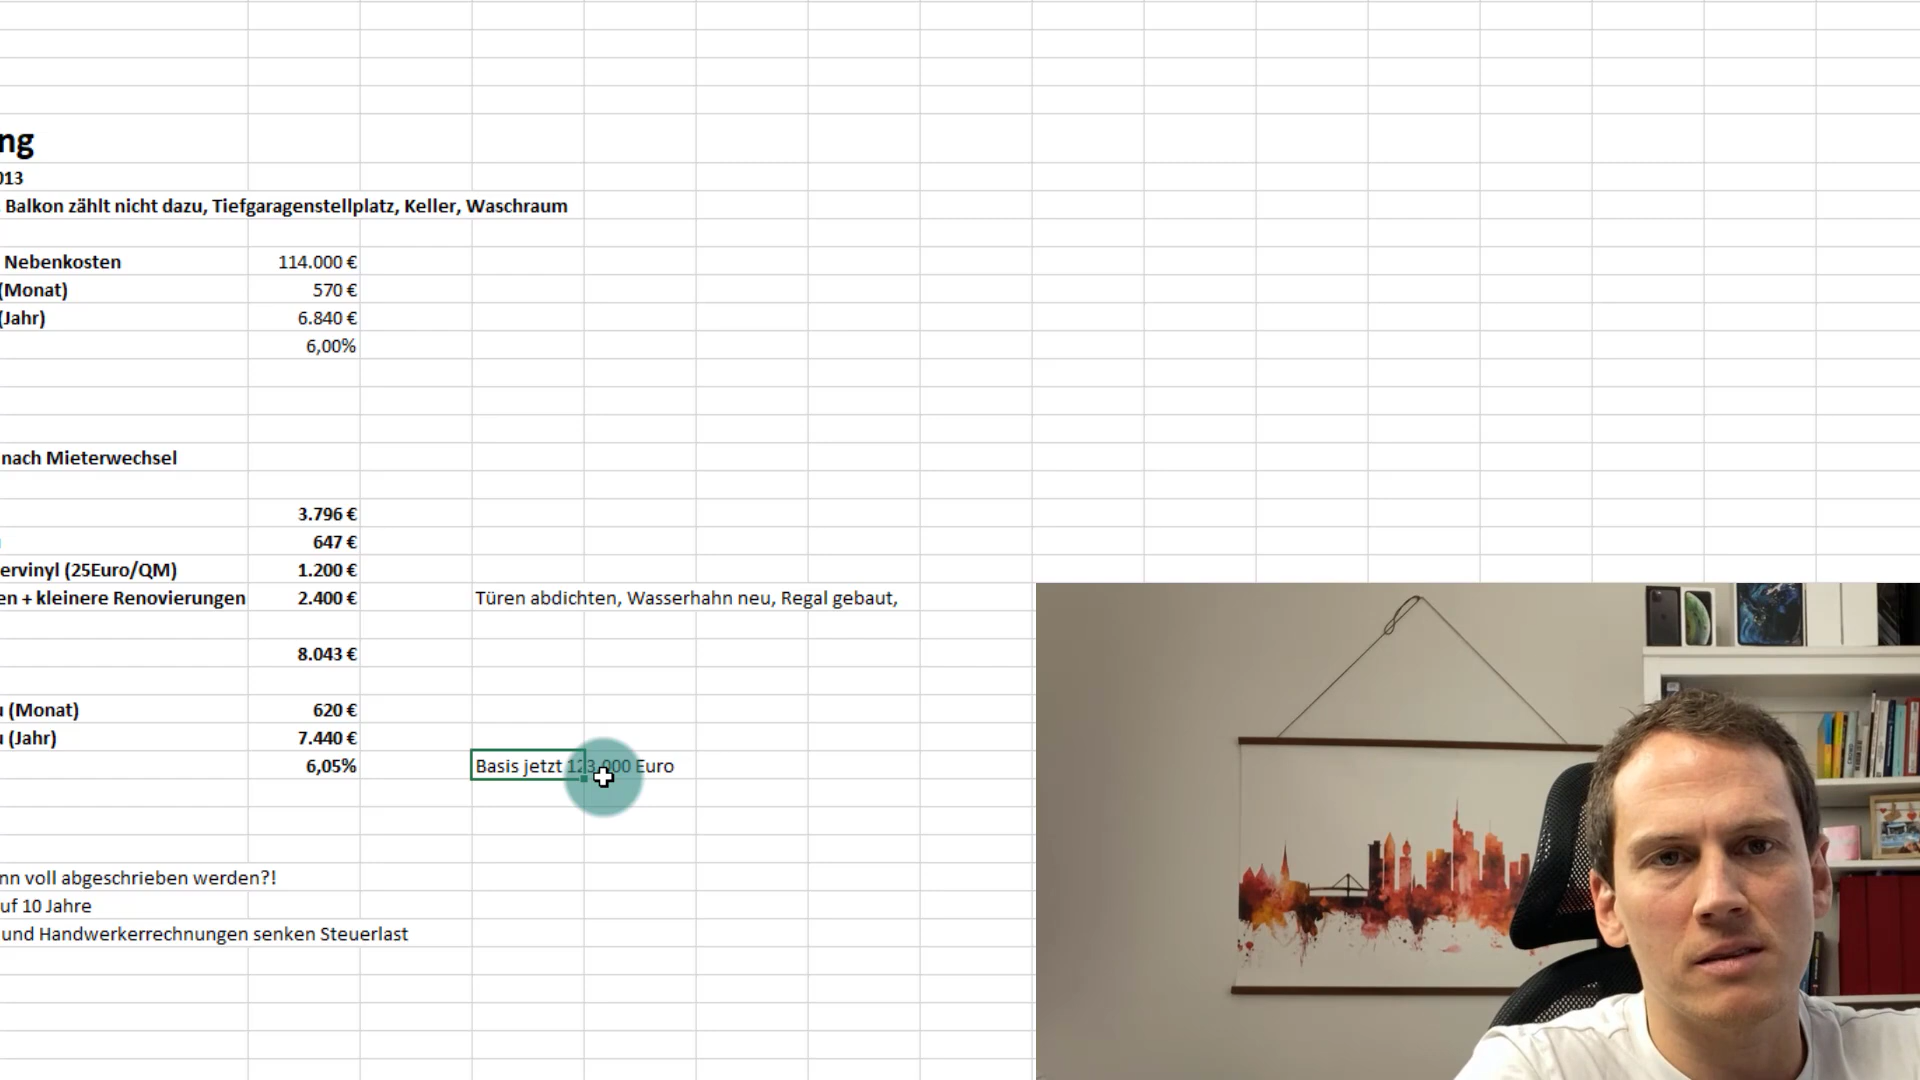 ng
013
Balkon zählt nicht dazu, Tiefgaragenstellplatz, Keller, Waschraum
Nebenkosten 114.000 €
(Monat) 570 €
(Jahr) 6.840 €
6,00%
nach Mieterwechsel
3.796 €
647 €
ervinyl (25Euro/QM) 1.200 €
en + kleinere Renovierungen 2.400 € Türen abdichten, Wasserhahn neu, Regal gebaut,
8.043 €
u (Monat) 620 €
u (Jahr) 7.440 €
6,05% Basis jetzt 123.000 Euro
nn voll abgeschrieben werden?!
uf 10 Jahre
und Handwerkerrechnungen senken Steuerlast